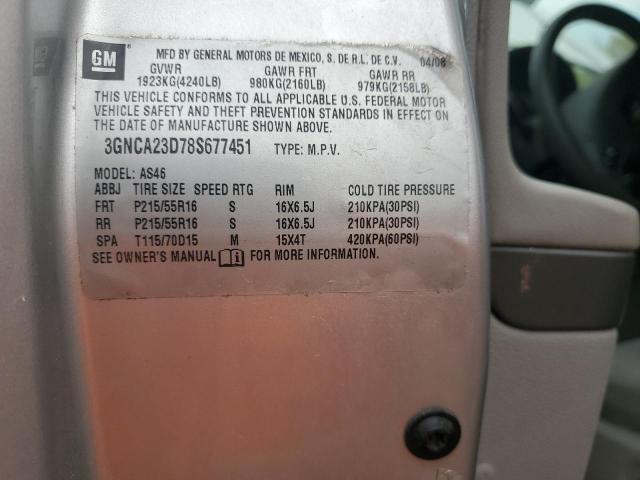 GM
MFD BY GENERAL MOTORS DE MEXICO, S. DE R.L. DE C.V. 04/08
GVWR GAWR FRT GAWR RR
1923KG(4240LB) 980KG(2160LB) 979KG(2158LB)
THIS VEHICLE CONFORMS TO ALL APPLICABLE U.S. FEDERAL MOTOR
VEHICLE SAFETY AND THEFT PREVENTION STANDARDS IN EFFECT ON
THE DATE OF MANUFACTURE SHOWN ABOVE.
3GNCA23D78S677451 TYPE: M.P.V.
MODEL: AS46
ABBJ TIRE SIZE SPEED RTG RIM COLD TIRE PRESSURE
FRT P215/55R16 S 16X6.5J 210KPA(30PSI)
RR P215/55R16 S 16X6.5J 210KPA(30PSI)
SPA T115/70D15 M 15X4T 420KPA(60PSI)
SEE OWNER'S MANUAL FOR MORE INFORMATION